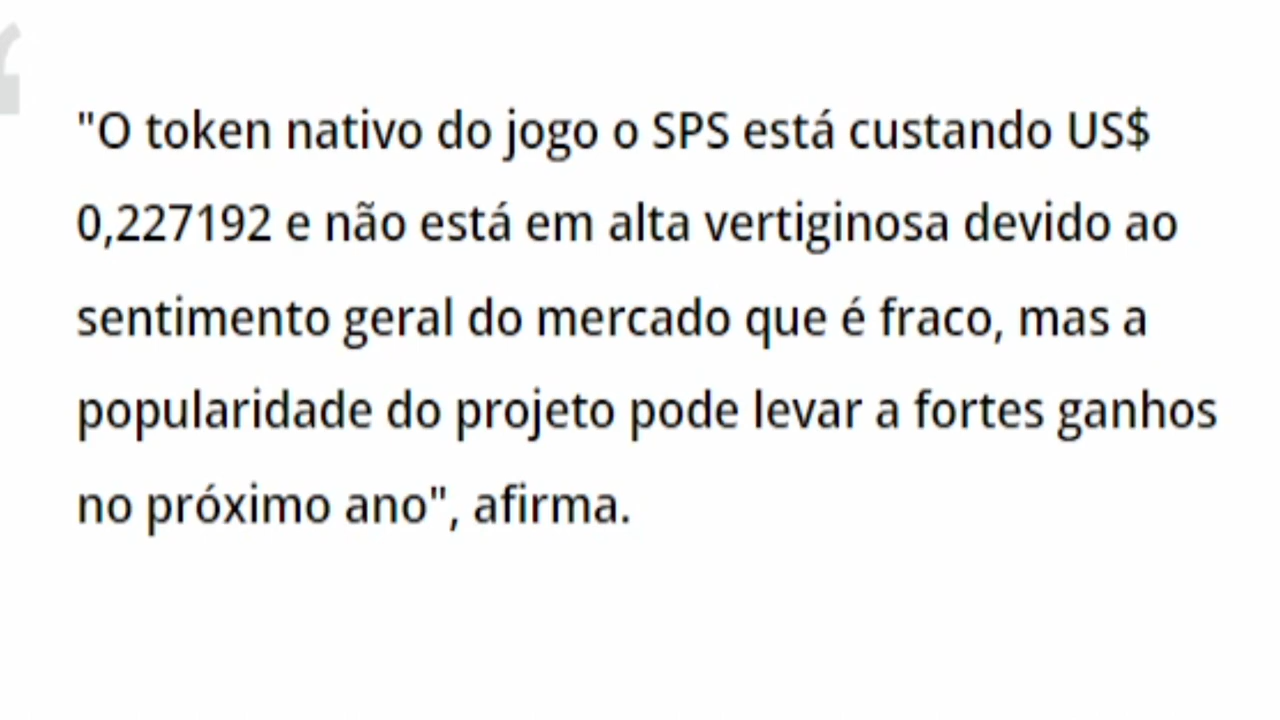 "O token nativo do jogo o SPS está custando US$
0,227192 e não está em alta vertiginosa devido ao
sentimento geral do mercado que é fraco, mas a
popularidade do projeto pode levar a fortes ganhos
no próximo ano", afirma.